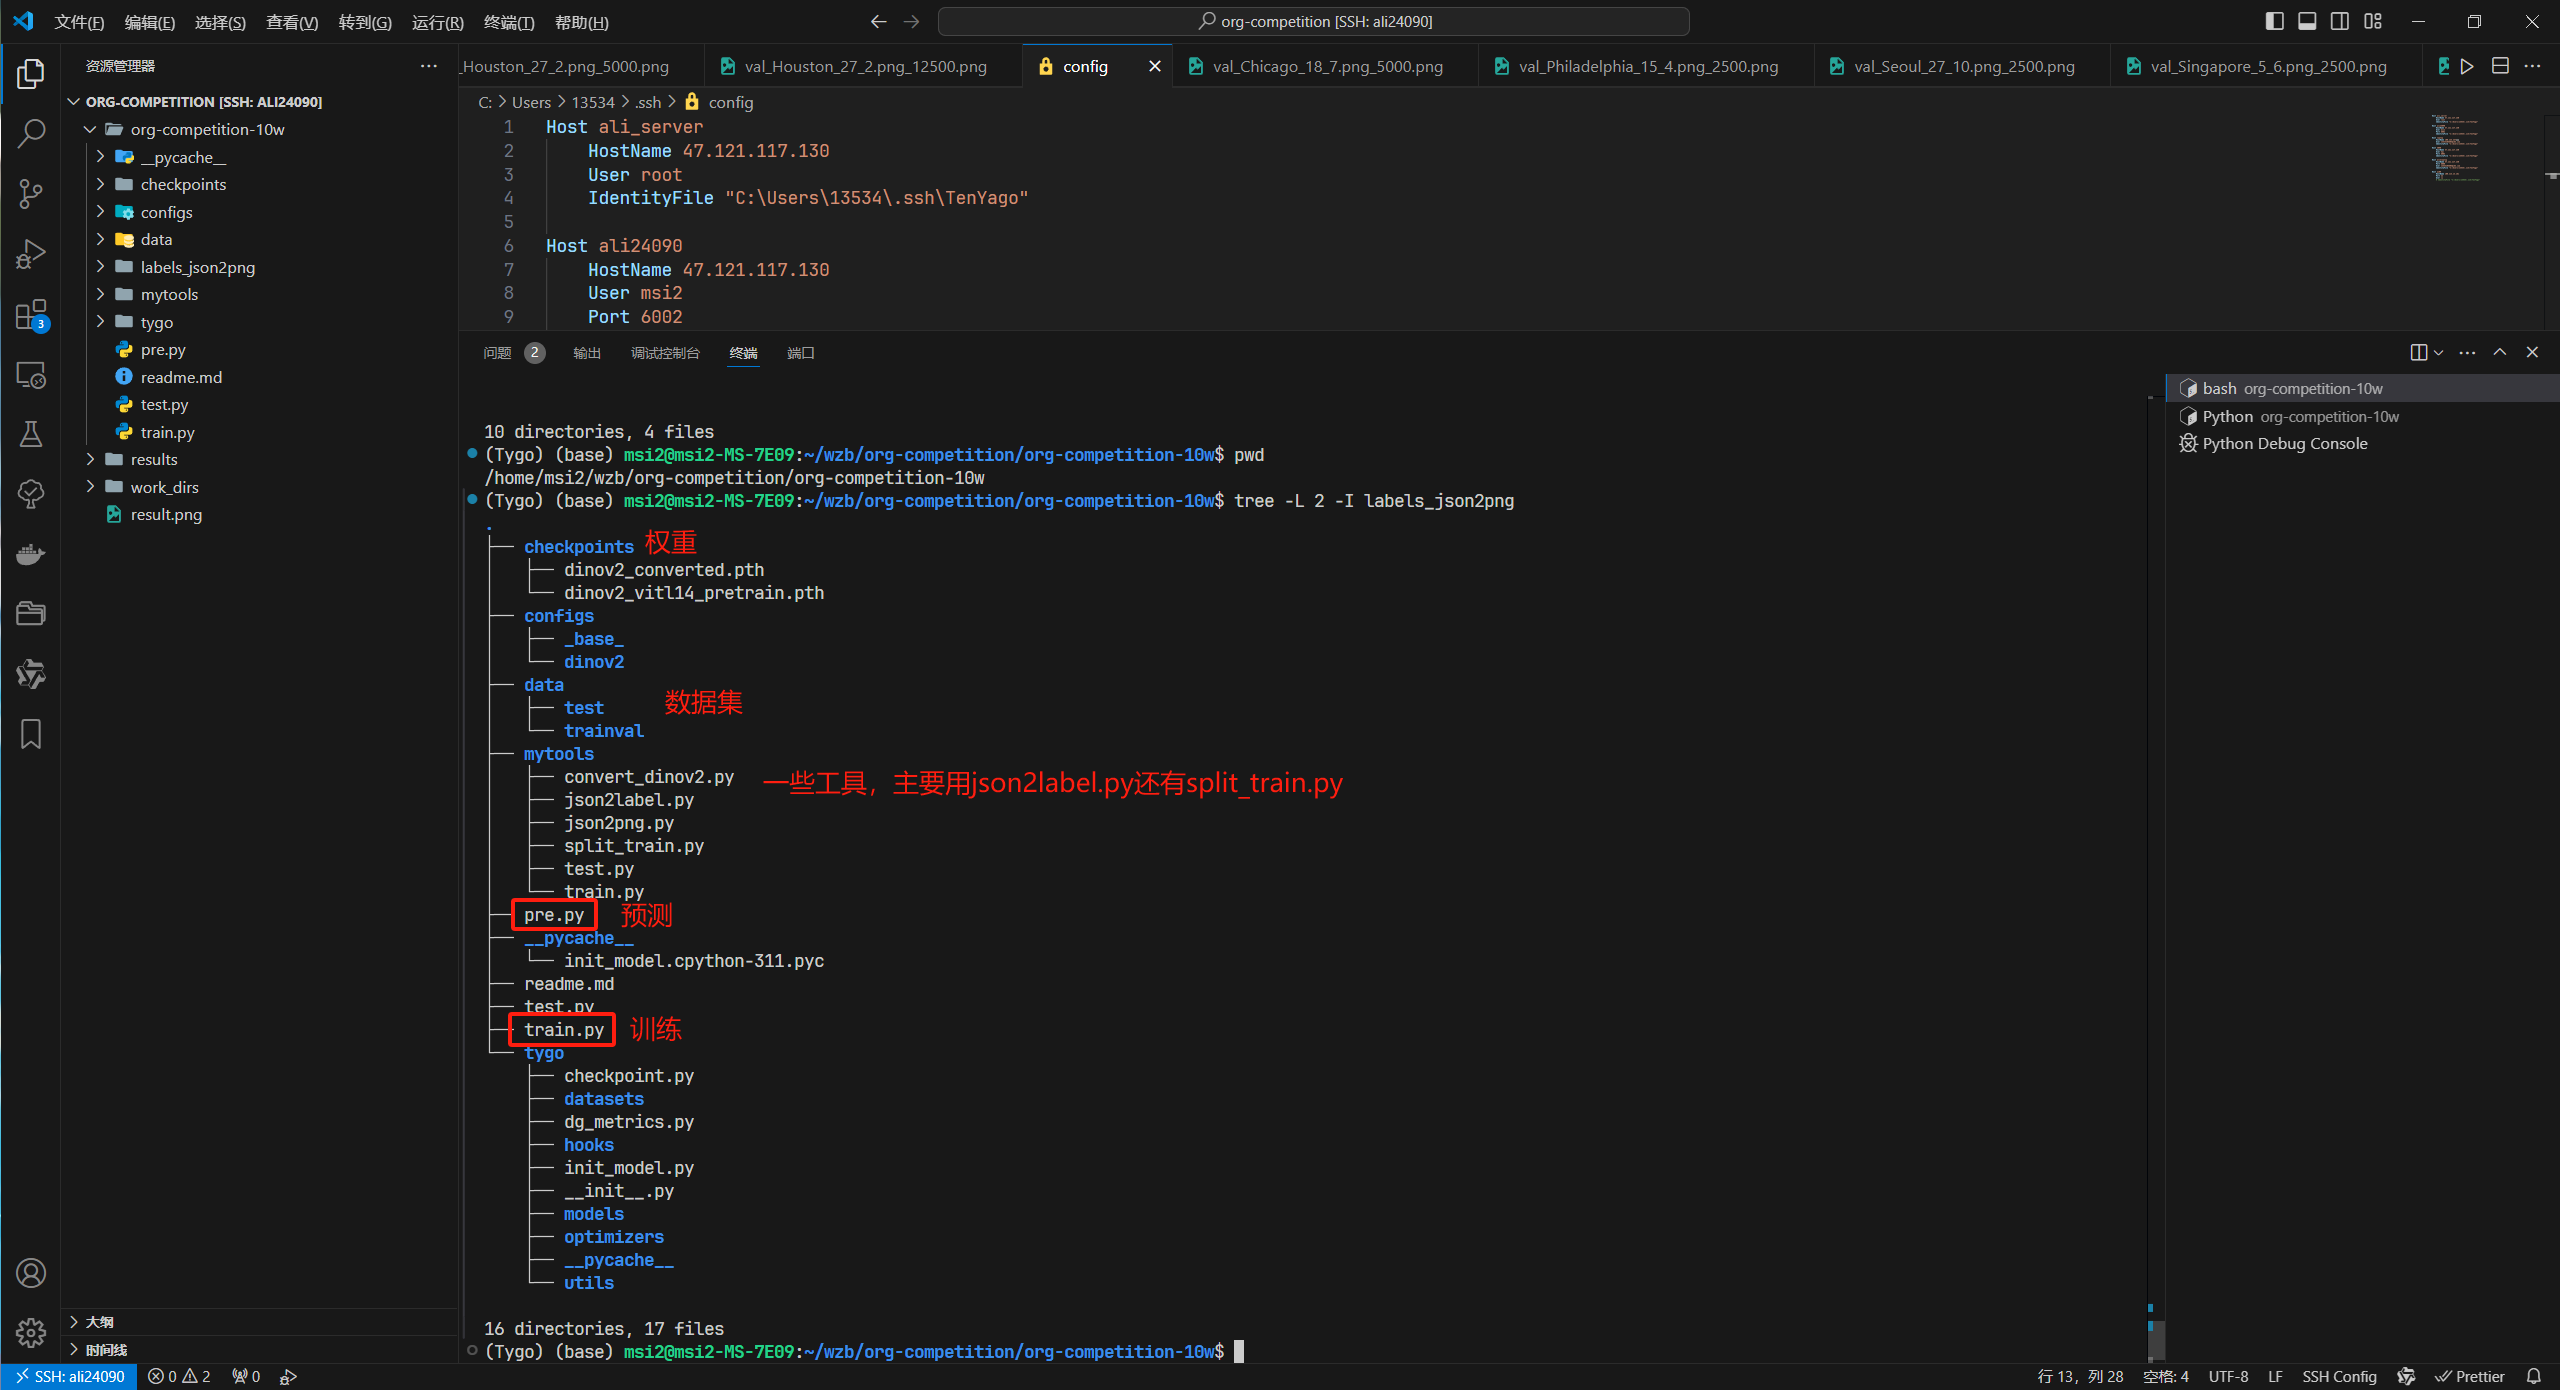 文件(F) 编辑(E) 选择(S) 查看(V) 转到(G) 运行(R) 终端(T) 帮助(H)
org-competition [SSH: ali24090]
资源管理器
_Houston_27_2.png_5000.png
val_Houston_27_2.png_12500.png
config
val_Chicago_18_7.png_5000.png
val_Philadelphia_15_4.png_2500.png
val_Seoul_27_10.png_2500.png
val_Singapore_5_6.png_2500.png
ORG-COMPETITION [SSH: ALI24090]
org-competition-10w
__pycache__
checkpoints
configs
data
labels_json2png
mytools
tygo
pre.py
readme.md
test.py
train.py
results
work_dirs
result.png
3
大纲
时间线
C: > Users > 13534 > .ssh > config
1 Host ali_server
2 HostName 47.121.117.130
3 User root
4 IdentityFile "C:\Users\13534\.ssh\TenYago"
5
6 Host ali24090
7 HostName 47.121.117.130
8 User msi2
9 Port 6002
问题 2 输出 调试控制台 终端 端口
10 directories, 4 files
(Tygo) (base) msi2@msi2-MS-7E09:~/wzb/org-competition/org-competition-10w$ pwd
/home/msi2/wzb/org-competition/org-competition-10w
(Tygo) (base) msi2@msi2-MS-7E09:~/wzb/org-competition/org-competition-10w$ tree -L 2 -I labels_json2png
.
├── checkpoints 权重
│   ├── dinov2_converted.pth
│   └── dinov2_vitl14_pretrain.pth
├── configs
│   ├── _base_
│   └── dinov2
├── data
│   ├── test 数据集
│   └── trainval
├── mytools
│   ├── convert_dinov2.py 一些工具，主要用json2label.py还有split_train.py
│   ├── json2label.py
│   ├── json2png.py
│   ├── split_train.py
│   ├── test.py
│   └── train.py
├── pre.py 预测
├── __pycache__
│   └── init_model.cpython-311.pyc
├── readme.md
├── test.py
├── train.py 训练
└── tygo
    ├── checkpoint.py
    ├── datasets
    ├── dg_metrics.py
    ├── hooks
    ├── init_model.py
    ├── __init__.py
    ├── models
    ├── optimizers
    ├── __pycache__
    └── utils
16 directories, 17 files
(Tygo) (base) msi2@msi2-MS-7E09:~/wzb/org-competition/org-competition-10w$
bash org-competition-10w
Python org-competition-10w
Python Debug Console
SSH: ali24090 0 2 0
行 13，列 28 空格: 4 UTF-8 LF SSH Config Prettier